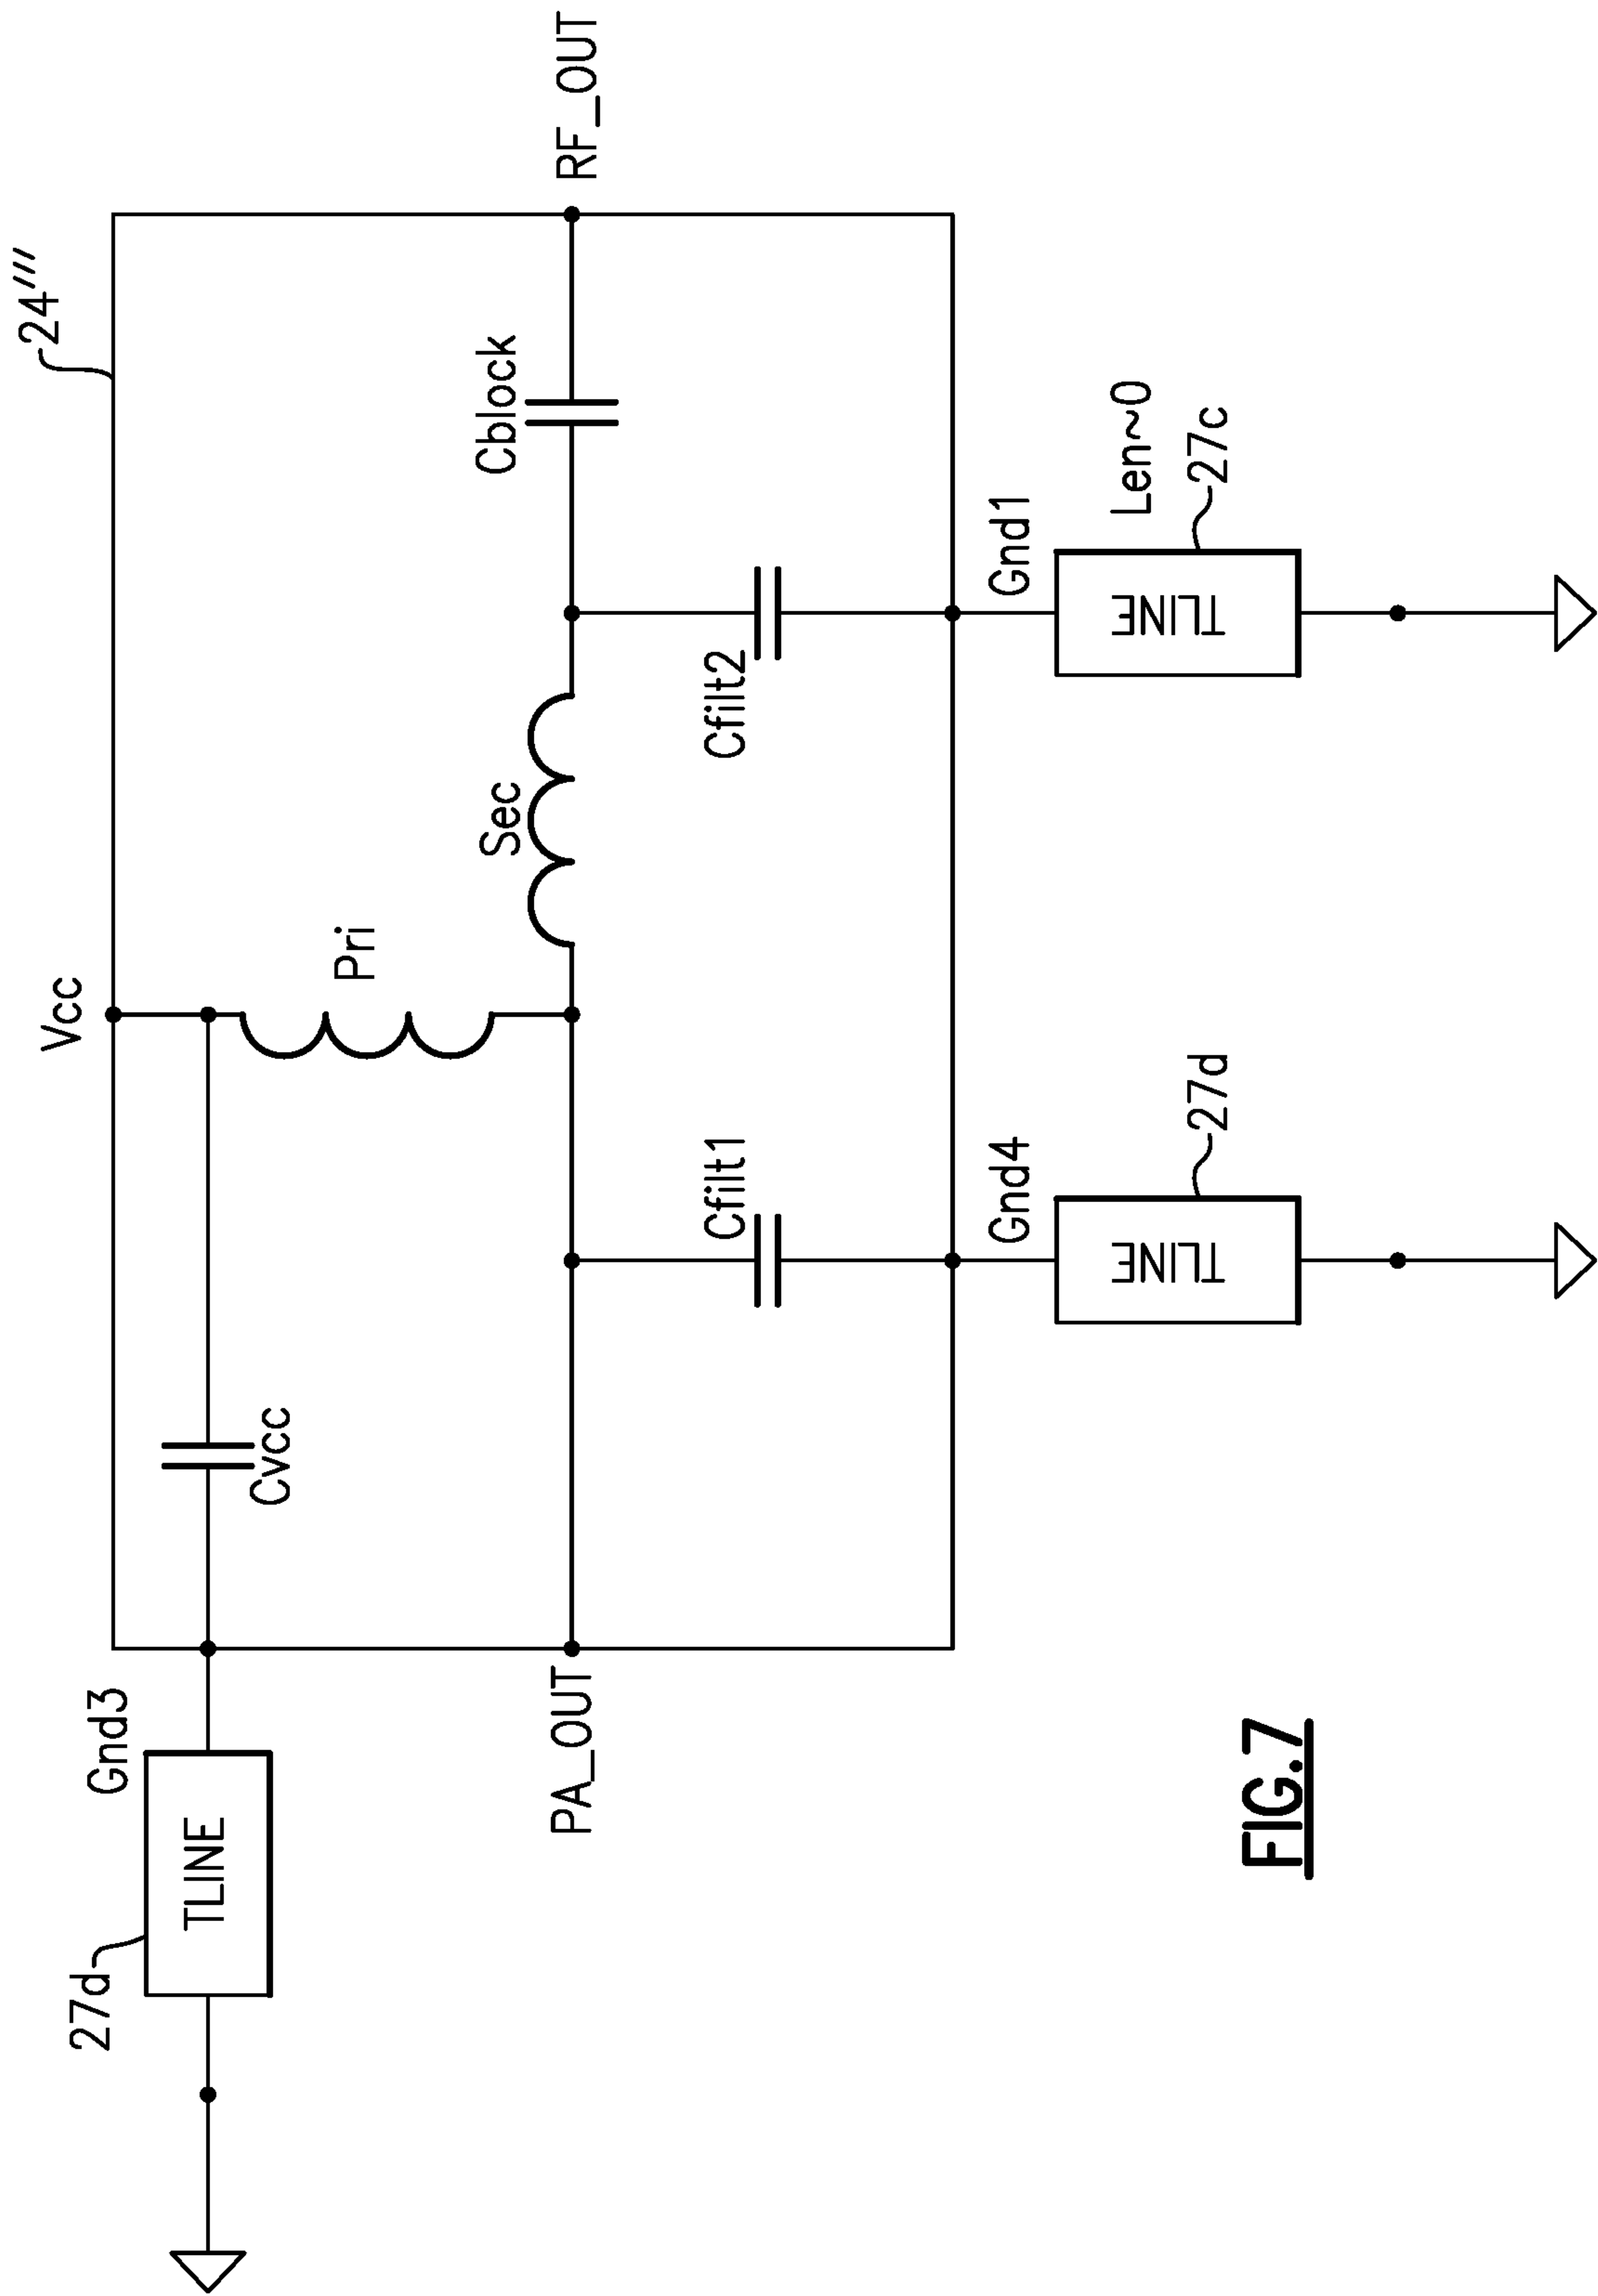 24'''
Vcc
Gnd3
27d
TLINE
Cvcc
Pri
Sec
Cblock
PA_OUT
RF_OUT
Cfilt1
Cfilt2
Gnd4
Gnd1
TLINE
27d
TLINE
27c
Len~0
FIG.7